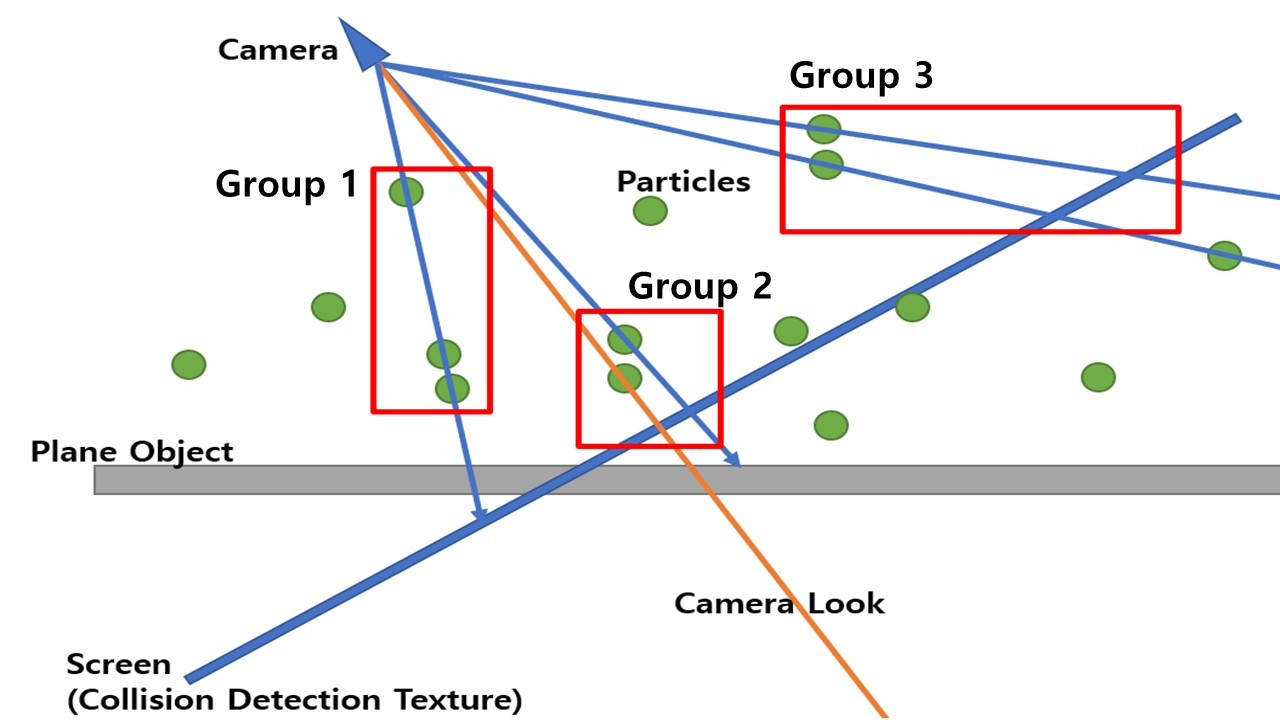 Camera
Group 3
Group 1
Particles
Group 2
Plane Object
Camera Look
Screen
(Collision Detection Texture)